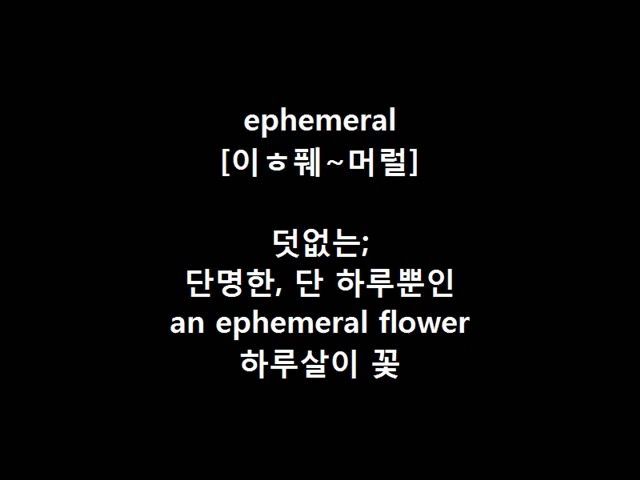 ephemeral
[이ㅎ풰~머럴]
덧없는;
단명한, 단 하루뿐인
an ephemeral flower
하루살이 꽃